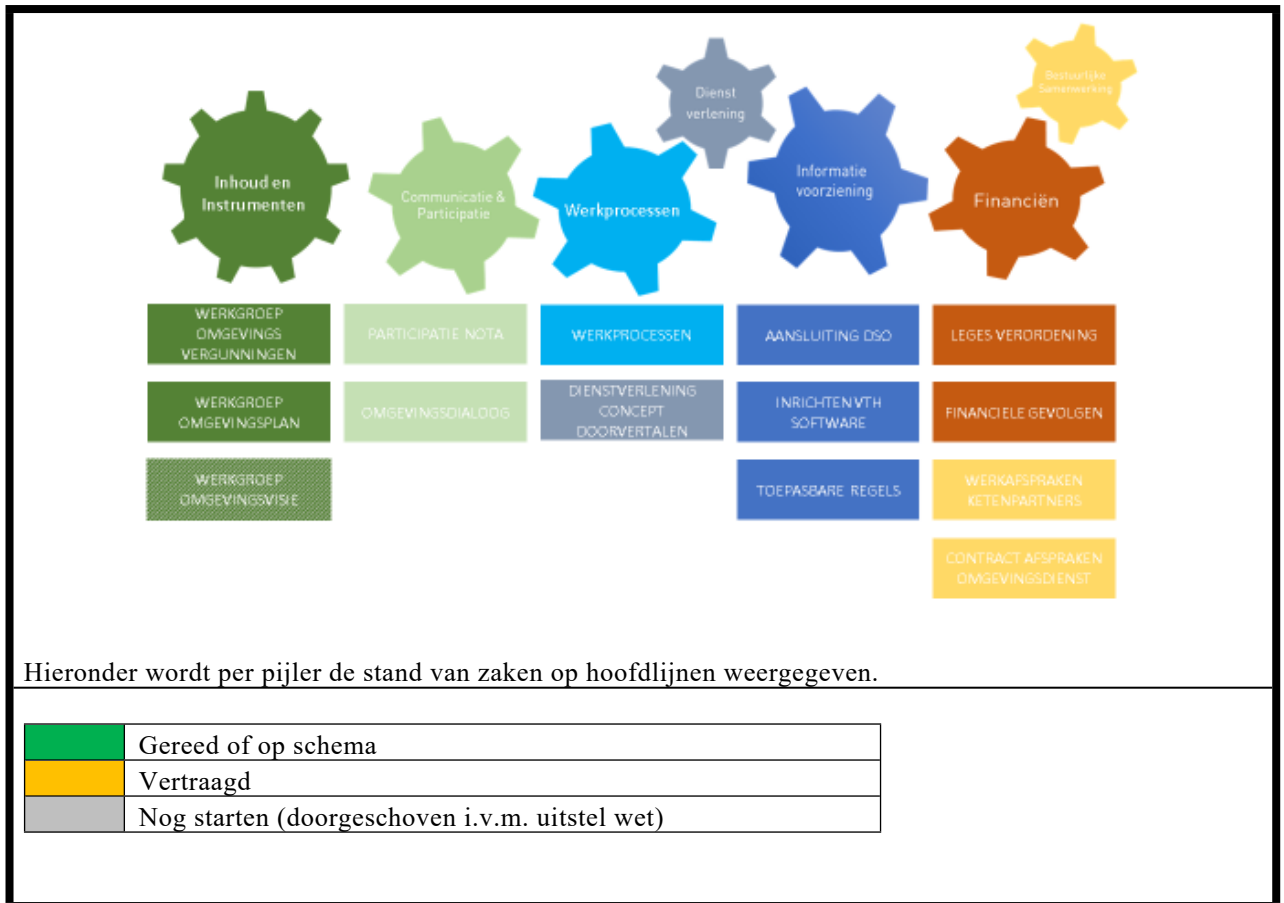 Bestuurlijke
Samenwerking
Dienst
verlening
Inhoud en
Instrumenten
Communicatie &
Participatie
Werkprocessen
Informatie
voorziening
Financiën
WERKGROEP
OMGEVINGS
VERGUNNINGEN
PARTICIPATIE NOTA
WERKPROCESSEN
AANSLUITING DSO
LEGES VERORDENING
WERKGROEP
OMGEVINGSPLAN
OMGEVINGSDIALOOG
DIENSTVERLENING
CONCEPT
DOORVERTALEN
INRICHTEN VTH
SOFTWARE
FINANCIELE GEVOLGEN
WERKGROEP
OMGEVINGSVISIE
TOEPASBARE REGELS
WERKAFSPRAKEN
KETENPARTNERS
CONTRACT AFSPRAKEN
OMGEVINGSDIENST
Hieronder wordt per pijler de stand van zaken op hoofdlijnen weergegeven.
Gereed of op schema
Vertraagd
Nog starten (doorgeschoven i.v.m. uitstel wet)